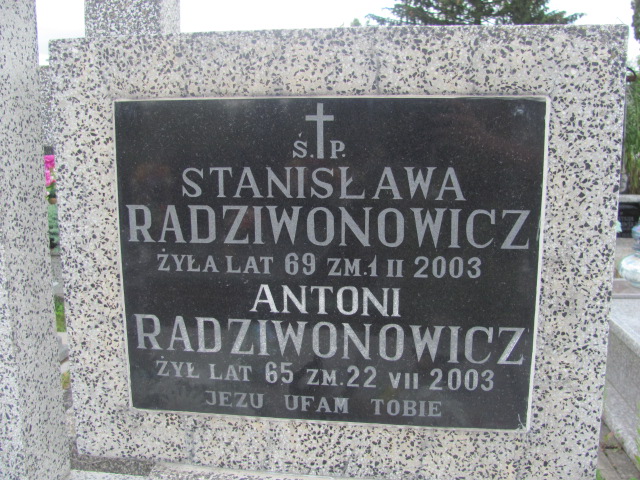 Ś.P.
STANISŁAWA
RADZIWONOWICZ
ŻYŁA LAT 69 ZM. 1 II 2003
ANTONI
RADZIWONOWICZ
ŻYŁ LAT 65 ZM. 22 VII 2003
JEZU UFAM TOBIE